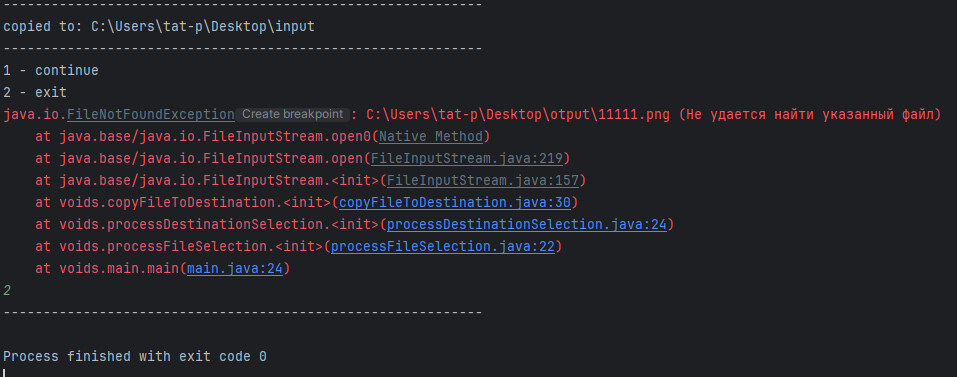 ------------------------------------------------------------
copied to: C:\Users\tat-p\Desktop\input
------------------------------------------------------------
1 - continue
2 - exit
java.io.FileNotFoundException Create breakpoint : C:\Users\tat-p\Desktop\otput\11111.png (Не удается найти указанный файл)
at java.base/java.io.FileInputStream.open0(Native Method)
at java.base/java.io.FileInputStream.open(FileInputStream.java:219)
at java.base/java.io.FileInputStream.<init>(FileInputStream.java:157)
at voids.copyFileToDestination.<init>(copyFileToDestination.java:30)
at voids.processDestinationSelection.<init>(processDestinationSelection.java:24)
at voids.processFileSelection.<init>(processFileSelection.java:22)
at voids.main.main(main.java:24)
2
------------------------------------------------------------
Process finished with exit code 0